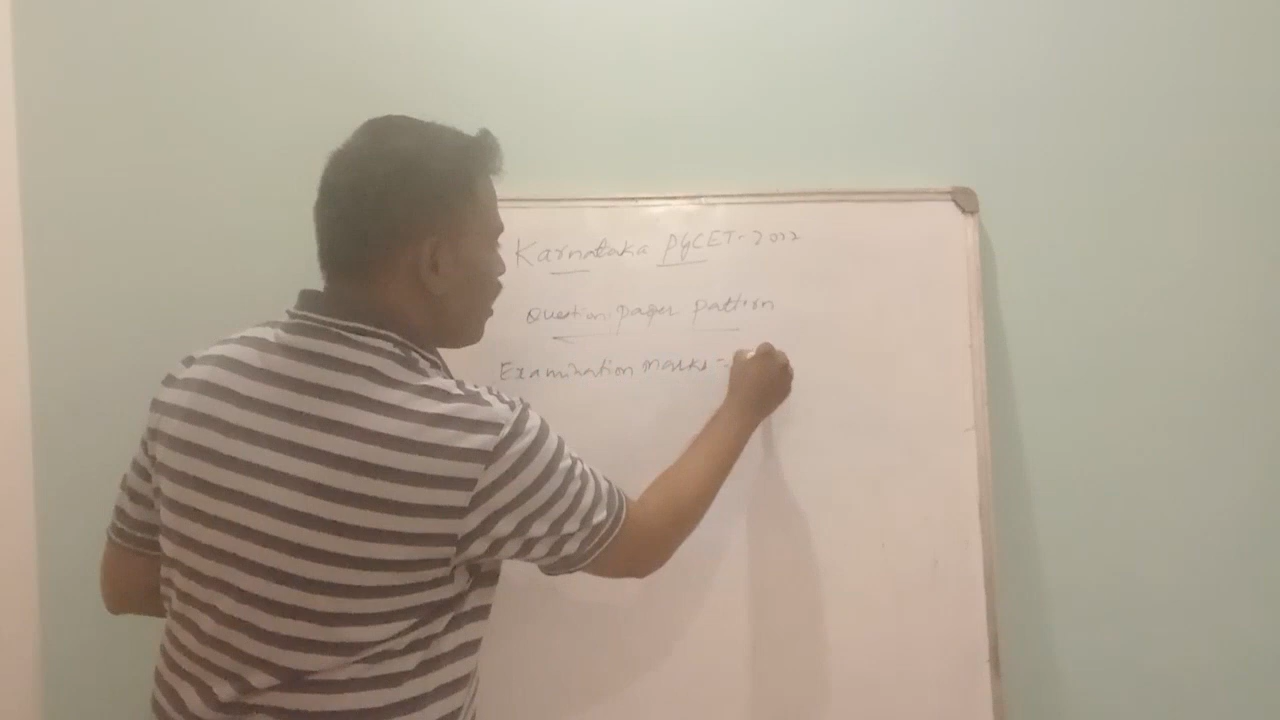 Karnataka PGCET-2022
Question paper pattern
Examination marks -